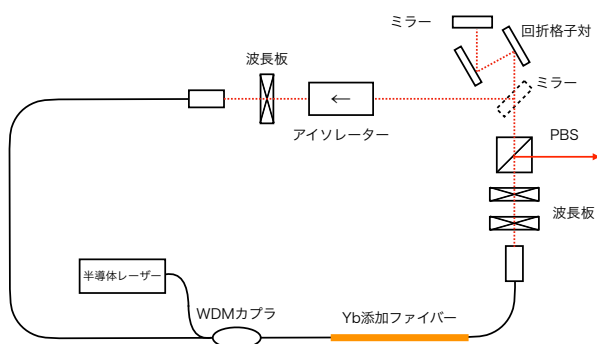 ミラー
回折格子対
波長板
ミラー
←
アイソレーター
PBS
波長板
半導体レーザー
WDMカプラ
Yb添加ファイバー